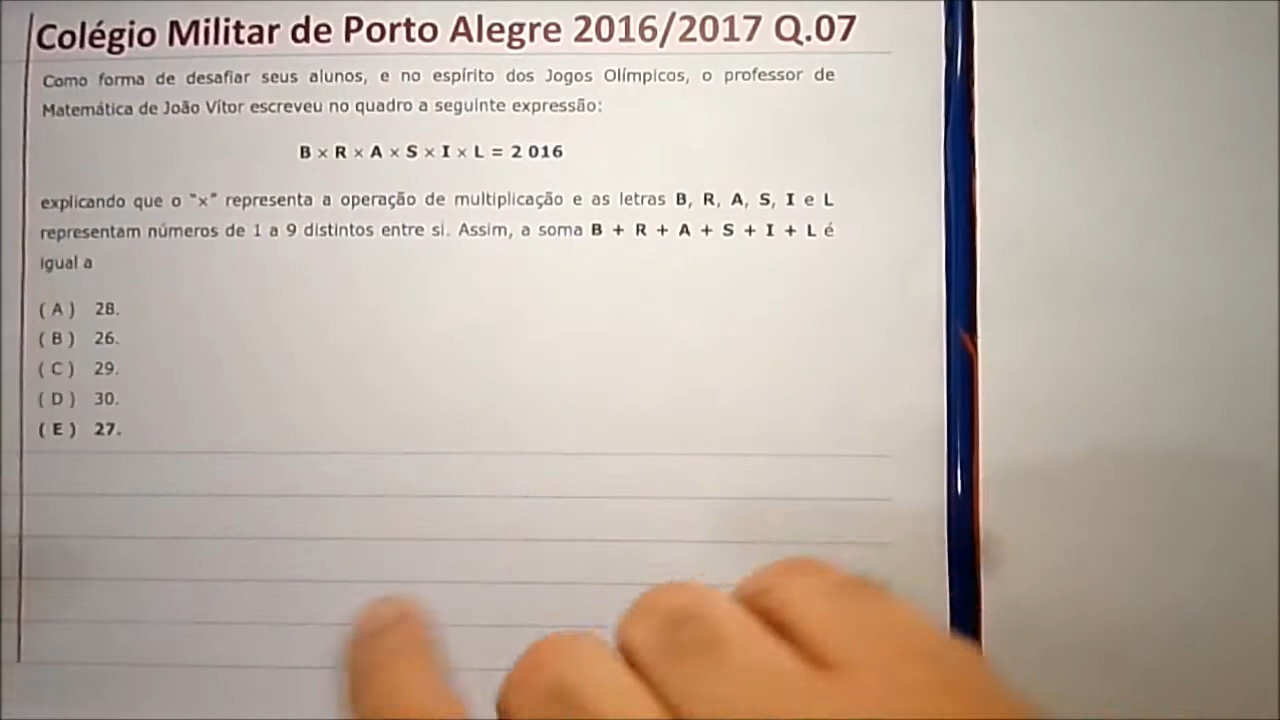 Colégio Militar de Porto Alegre 2016/2017 Q.07
Como forma de desafiar seus alunos, e no espírito dos Jogos Olímpicos, o professor de
Matemática de João Vítor escreveu no quadro a seguinte expressão:
B × R × A × S × I × L = 2 016
explicando que o "×" representa a operação de multiplicação e as letras B, R, A, S, I e L
representam números de 1 a 9 distintos entre si. Assim, a soma B + R + A + S + I + L é
igual a
( A ) 28.
( B ) 26.
( C ) 29.
( D ) 30.
( E ) 27.